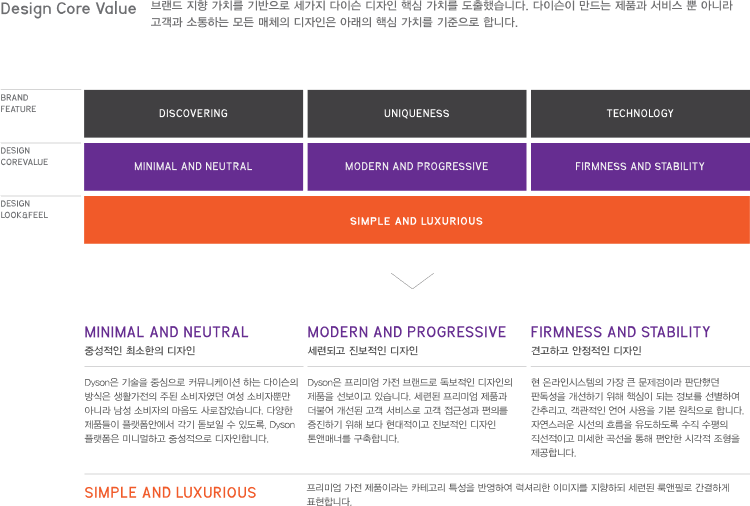 Design Core Value
브랜드 지향 가치를 기반으로 세가지 다이슨 디자인 핵심 가치를 도출했습니다. 다이슨이 만드는 제품과 서비스 뿐 아니라
고객과 소통하는 모든 매체의 디자인은 아래의 핵심 가치를 기준으로 합니다.
BRAND
FEATURE
DISCOVERING
UNIQUENESS
TECHNOLOGY
DESIGN
COREVALUE
MINIMAL AND NEUTRAL
MODERN AND PROGRESSIVE
FIRMNESS AND STABILITY
DESIGN
LOOK&FEEL
SIMPLE AND LUXURIOUS
MINIMAL AND NEUTRAL
중성적인 최소한의 디자인
Dyson은 기술을 중심으로 커뮤니케이션 하는 다이슨의
방식은 생활가전의 주된 소비자였던 여성 소비자뿐만
아니라 남성 소비자의 마음도 사로잡았습니다. 다양한
제품들이 플랫폼안에서 각기 돋보일 수 있도록, Dyson
플랫폼은 미니멀하고 중성적으로 디자인합니다.
MODERN AND PROGRESSIVE
세련되고 진보적인 디자인
Dyson은 프리미엄 가전 브랜드로 독보적인 디자인의
제품을 선보이고 있습니다. 세련된 프리미엄 제품과
더불어 개선된 고객 서비스로 고객 접근성과 편의를
증진하기 위해 보다 현대적이고 진보적인 디자인
톤앤매너를 구축합니다.
FIRMNESS AND STABILITY
견고하고 안정적인 디자인
현 온라인시스템의 가장 큰 문제점이라 판단했던
판독성을 개선하기 위해 핵심이 되는 정보를 선별하여
간추리고, 객관적인 언어 사용을 기본 원칙으로 합니다.
자연스러운 시선의 흐름을 유도하도록 수직 수평의
직선적이고 미세한 곡선을 통해 편안한 시각적 조형을
제공합니다.
SIMPLE AND LUXURIOUS
프리미엄 가전 제품이라는 카테고리 특성을 반영하여 럭셔리한 이미지를 지향하되 세련된 룩앤필로 간결하게
표현합니다.